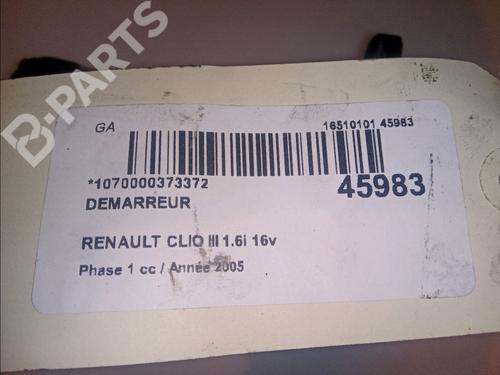 B-PARTS
GA
16510101 45983
*1070000373372
45983
DEMARREUR
RENAULT CLIO III 1.6i 16v
Phase 1 cc / Année 2005